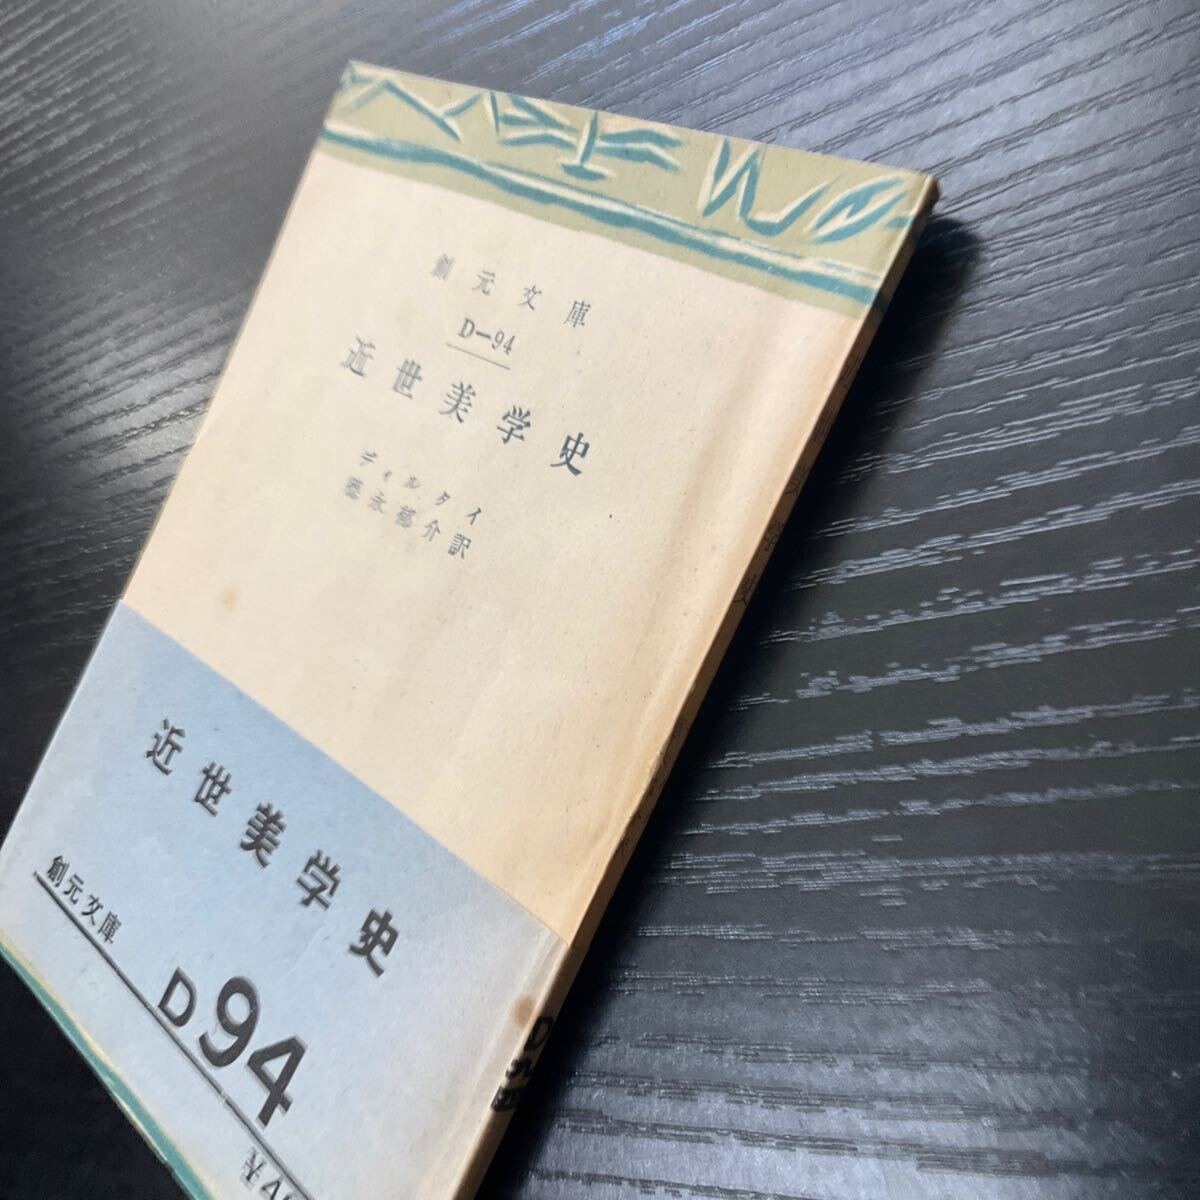 創元文庫
D-94
近世美学史
ディルタイ
徳永郁介訳
近世美学史
創元文庫
D94